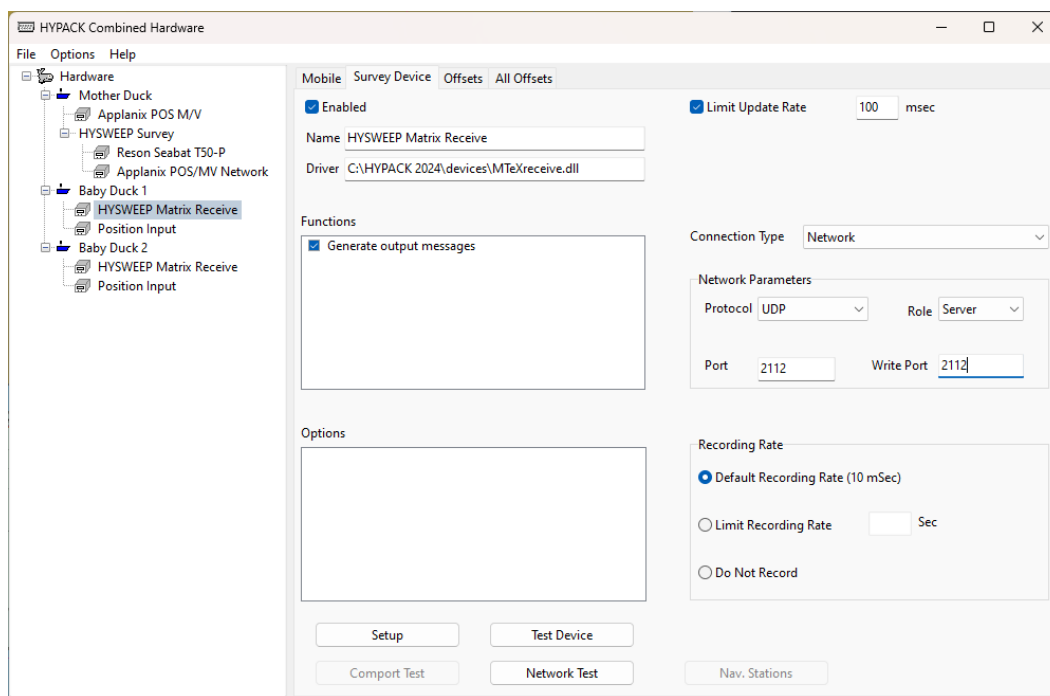 HYPACK Combined Hardware
File Options Help
Hardware
Mother Duck
Applanix POS M/V
HYSWEEP Survey
Reson Seabat T50-P
Applanix POS/MV Network
Baby Duck 1
HYSWEEP Matrix Receive
Position Input
Baby Duck 2
HYSWEEP Matrix Receive
Position Input
Mobile Survey Device Offsets All Offsets
Enabled
Limit Update Rate 100 msec
Name HYSWEEP Matrix Receive
Driver C:\HYPACK 2024\devices\MTeXreceive.dll
Functions
Generate output messages
Connection Type Network
Network Parameters
Protocol UDP Role Server
Port 2112 Write Port 2112
Options
Recording Rate
Default Recording Rate (10 mSec)
Limit Recording Rate Sec
Do Not Record
Setup Test Device
Comport Test Network Test Nav. Stations